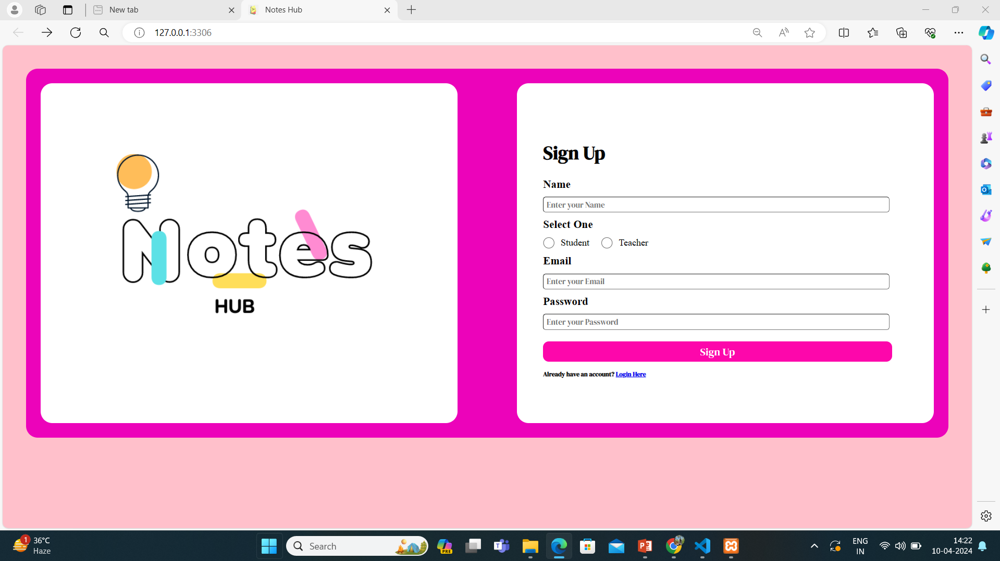 New tab
Notes Hub
127.0.0.1:3306
Notes
HUB
Sign Up
Name
Enter your Name
Select One
Student Teacher
Email
Enter your Email
Password
Enter your Password
Sign Up
Already have an account? Login Here
1
36°C
Haze
Search
PRE
ENG
IN
14:22
10-04-2024